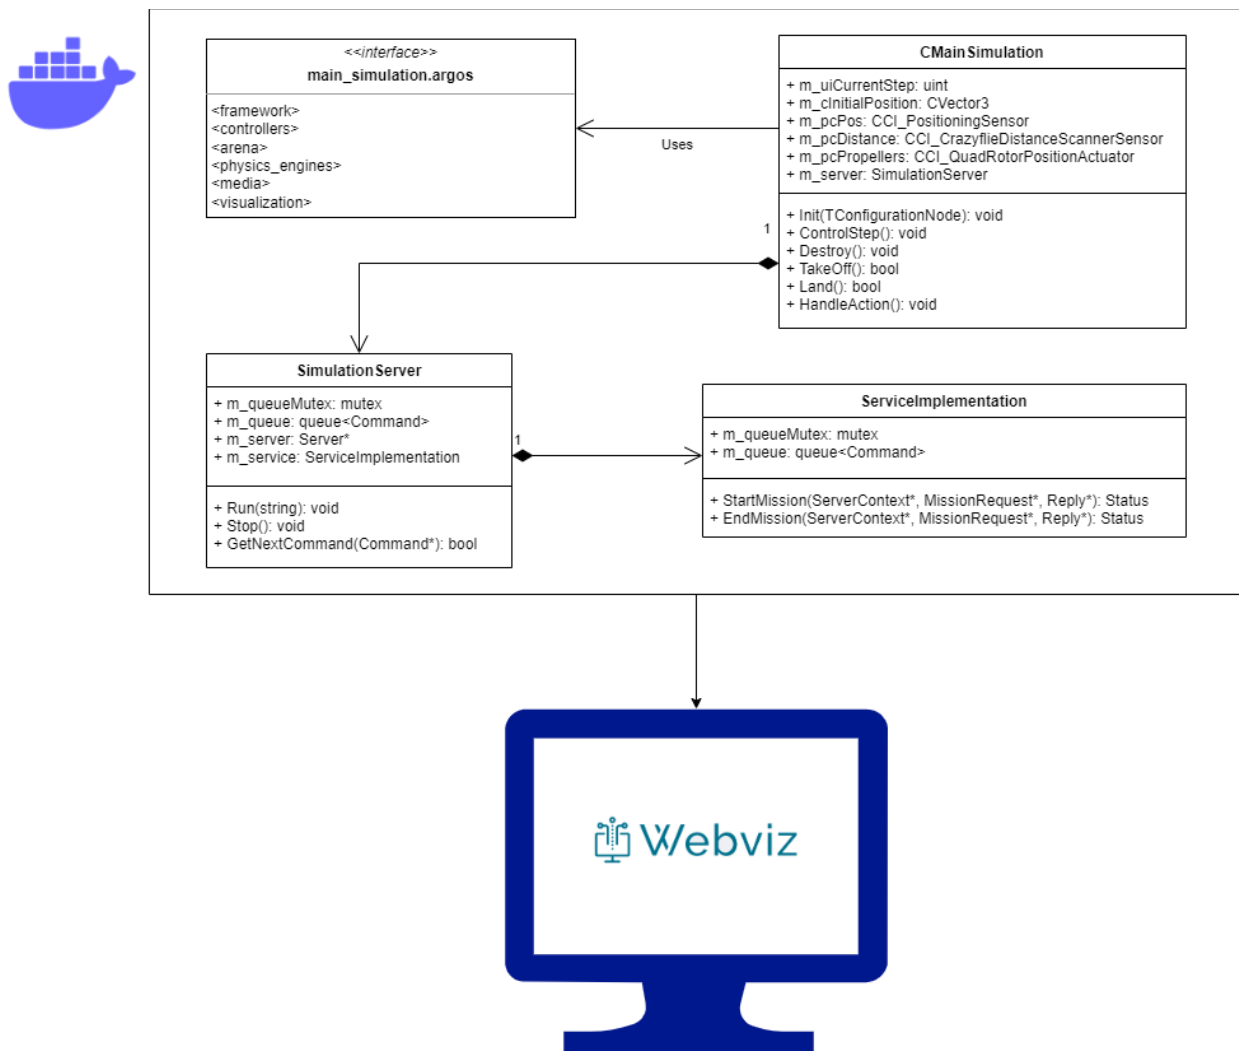 <<interface>>
main_simulation.argos
<framework>
<controllers>
<arena>
<physics_engines>
<media>
<visualization>
Uses
CMainSimulation
+ m_uiCurrentStep: uint
+ m_cInitialPosition: CVector3
+ m_pcPos: CCI_PositioningSensor
+ m_pcDistance: CCI_CrazyflieDistanceScannerSensor
+ m_pcPropellers: CCI_QuadRotorPositionActuator
+ m_server: SimulationServer
+ Init(TConfigurationNode): void
+ ControlStep(): void
+ Destroy(): void
+ TakeOff(): bool
+ Land(): bool
+ HandleAction(): void
1
SimulationServer
+ m_queueMutex: mutex
+ m_queue: queue<Command>
+ m_server: Server*
+ m_service: ServiceImplementation
+ Run(string): void
+ Stop(): void
+ GetNextCommand(Command*): bool
1
ServiceImplementation
+ m_queueMutex: mutex
+ m_queue: queue<Command>
+ StartMission(ServerContext*, MissionRequest*, Reply*): Status
+ EndMission(ServerContext*, MissionRequest*, Reply*): Status
Webviz